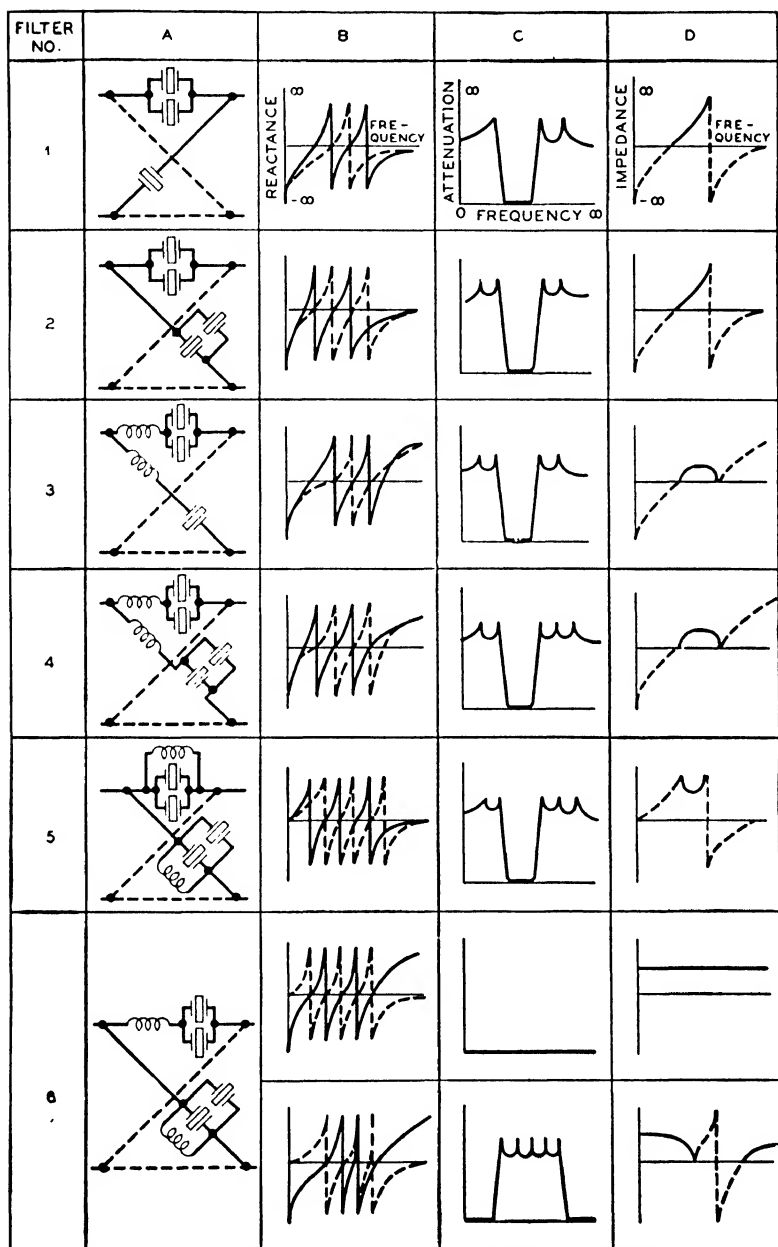 FILTER NO.
A
B
C
D
1
REACTANCE
∞
FRE-
QUENCY
-∞
ATTENUATION
∞
0 FREQUENCY ∞
IMPEDANCE
∞
FRE-
QUENCY
-∞
2
3
4
5
6